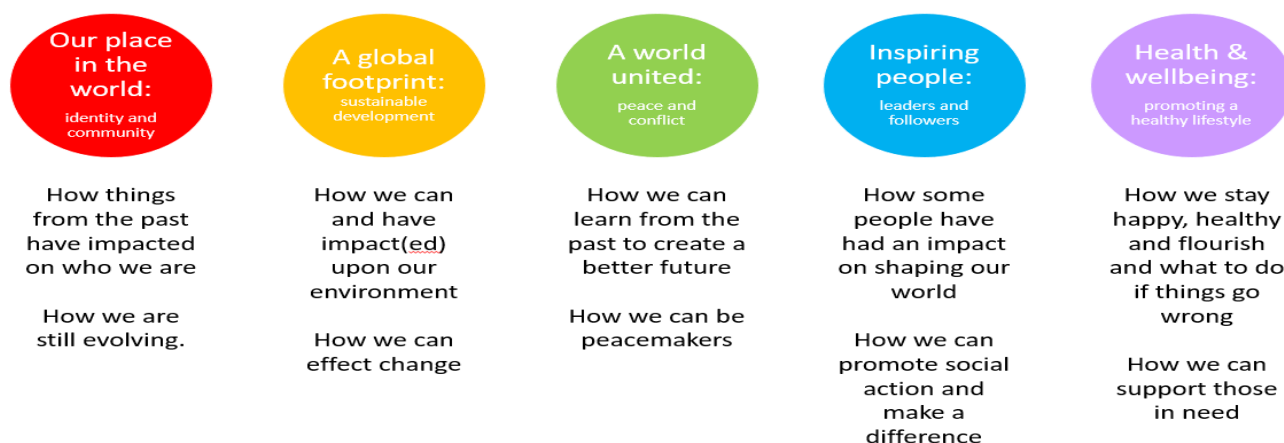 Our place
in the
world:
identity and
community
How things
from the past
have impacted
on who we are
How we are
still evolving.
A global
footprint:
sustainable
development
How we can
and have
impact(ed)
upon our
environment
How we can
effect change
A world
united:
peace and
conflict
How we can
learn from the
past to create a
better future
How we can be
peacemakers
Inspiring
people:
leaders and
followers
How some
people have
had an impact
on shaping our
world
How we can
promote social
action and
make a
difference
Health &
wellbeing:
promoting a
healthy lifestyle
How we stay
happy, healthy
and flourish
and what to do
if things go
wrong
How we can
support those
in need